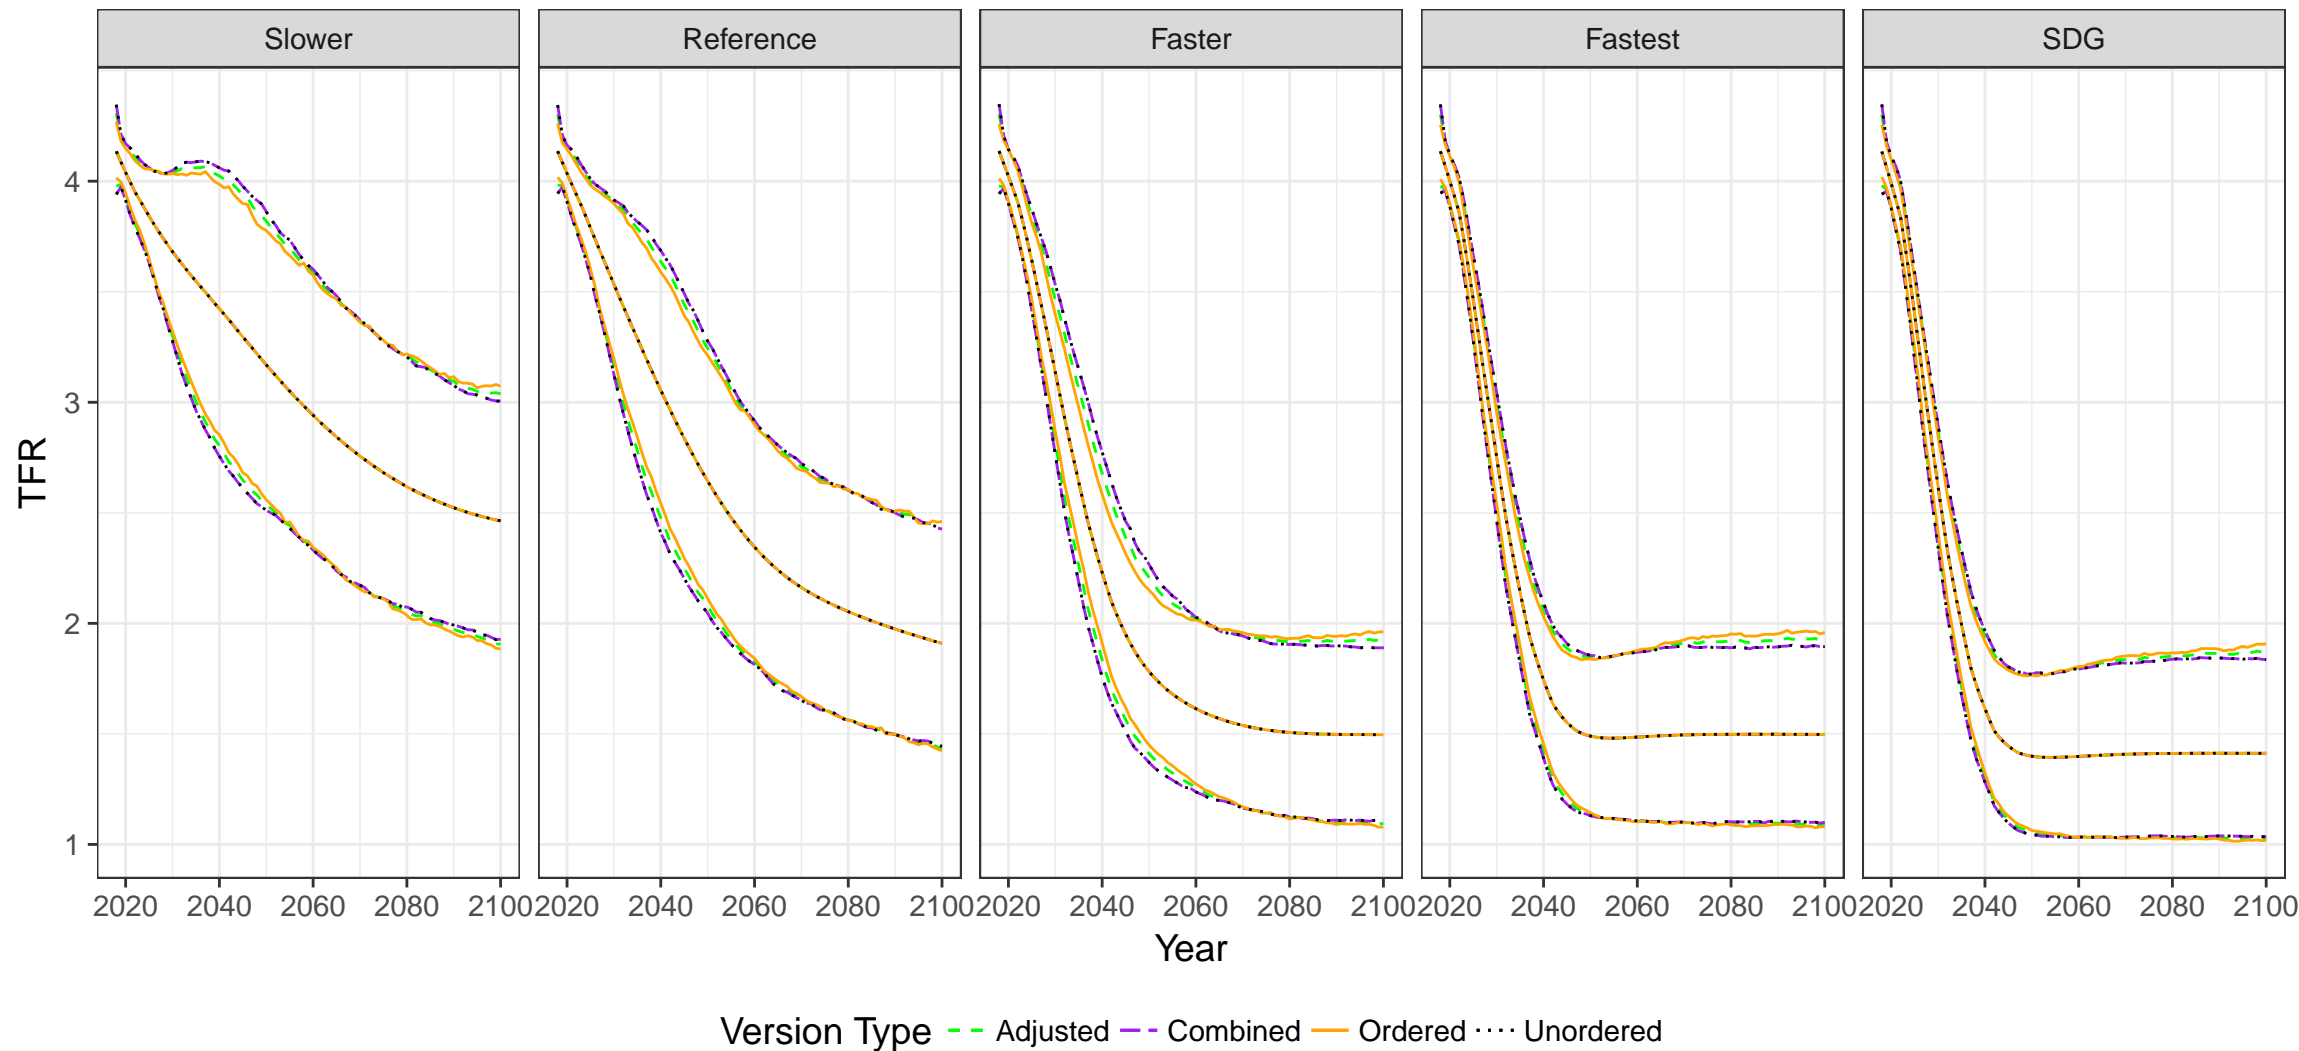 Slower Reference Faster Fastest SDG
4
3
2
1
TFR
2020 2040 2060 2080 2100 2020 2040 2060 2080 2100 2020 2040 2060 2080 2100 2020 2040 2060 2080 2100 2020 2040 2060 2080 2100
Year
Version Type Adjusted Combined Ordered Unordered